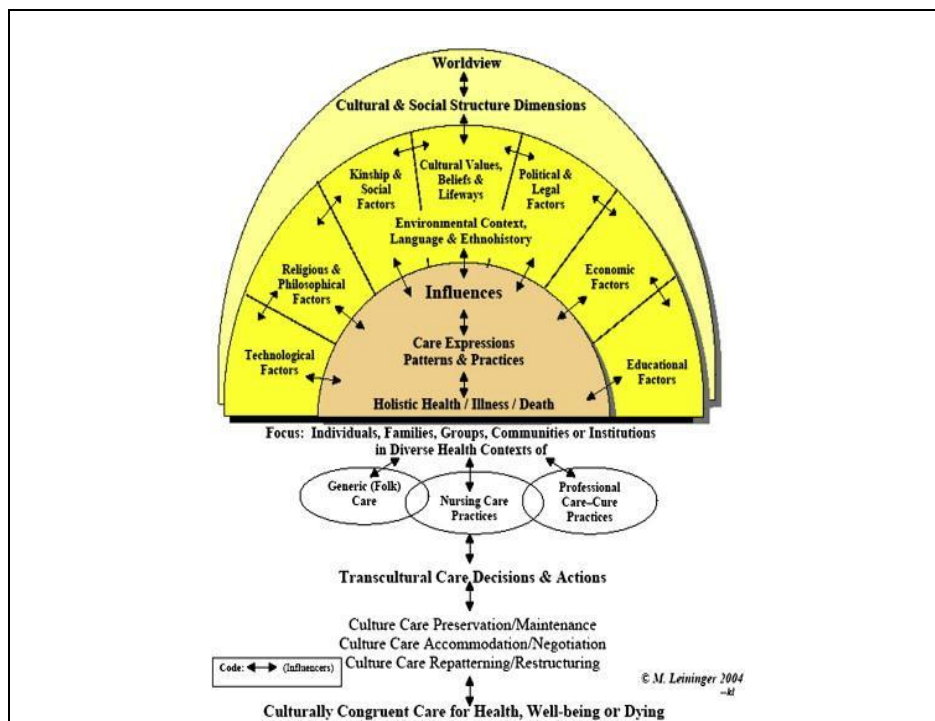 Worldview
Cultural & Social Structure Dimensions
Kinship &
Social
Factors
Cultural Values,
Beliefs &
Lifeways
Political &
Legal
Factors
Environmental Context,
Language & Ethnohistory
Religious &
Philosophical
Factors
Economic
Factors
Technological
Factors
Educational
Factors
Influences
Care Expressions
Patterns & Practices
Holistic Health / Illness / Death
Focus: Individuals, Families, Groups, Communities or Institutions
in Diverse Health Contexts of
Generic (Folk)
Care
Nursing Care
Practices
Professional
Care–Cure
Practices
Transcultural Care Decisions & Actions
Culture Care Preservation/Maintenance
Culture Care Accommodation/Negotiation
Culture Care Repatterning/Restructuring
Code: (Influencers)
© M. Leininger 2004
--kl
Culturally Congruent Care for Health, Well-being or Dying